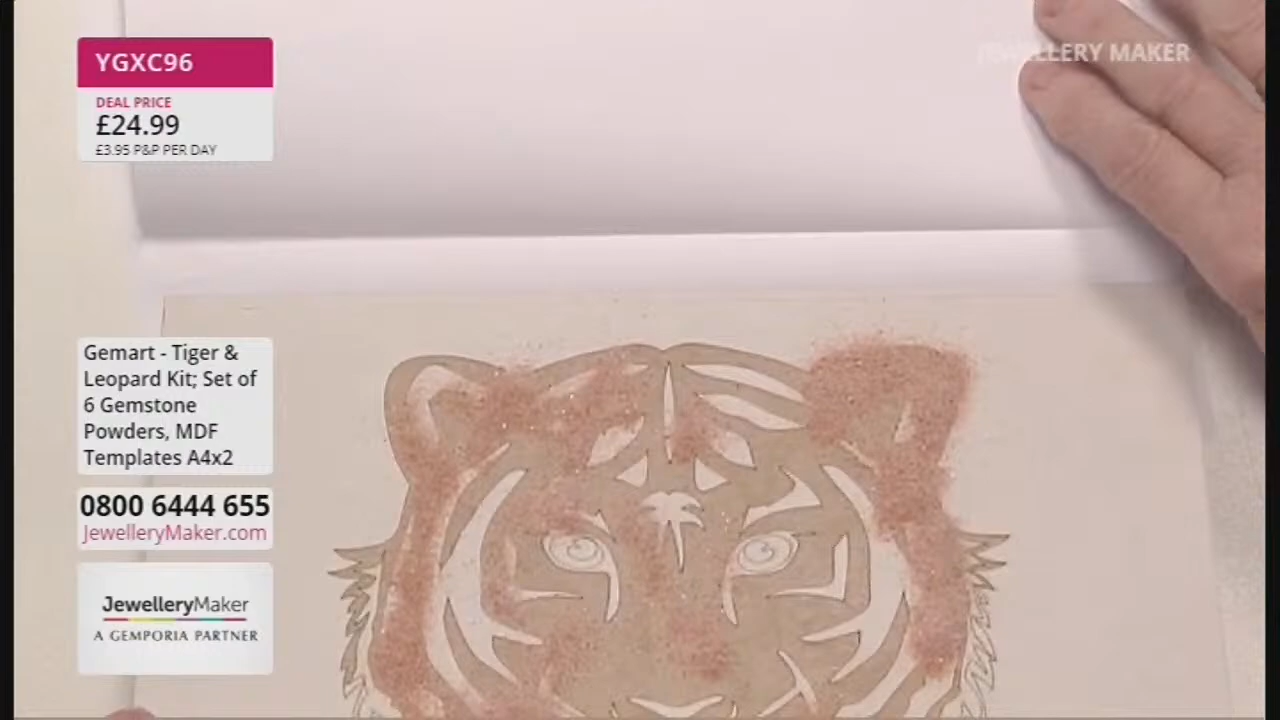 YGXC96
DEAL PRICE
£24.99
£3.95 P&P PER DAY
JEWELLERY MAKER
Gemart - Tiger &
Leopard Kit; Set of
6 Gemstone
Powders, MDF
Templates A4x2
0800 6444 655
JewelleryMaker.com
JewelleryMaker
A GEMPORIA PARTNER